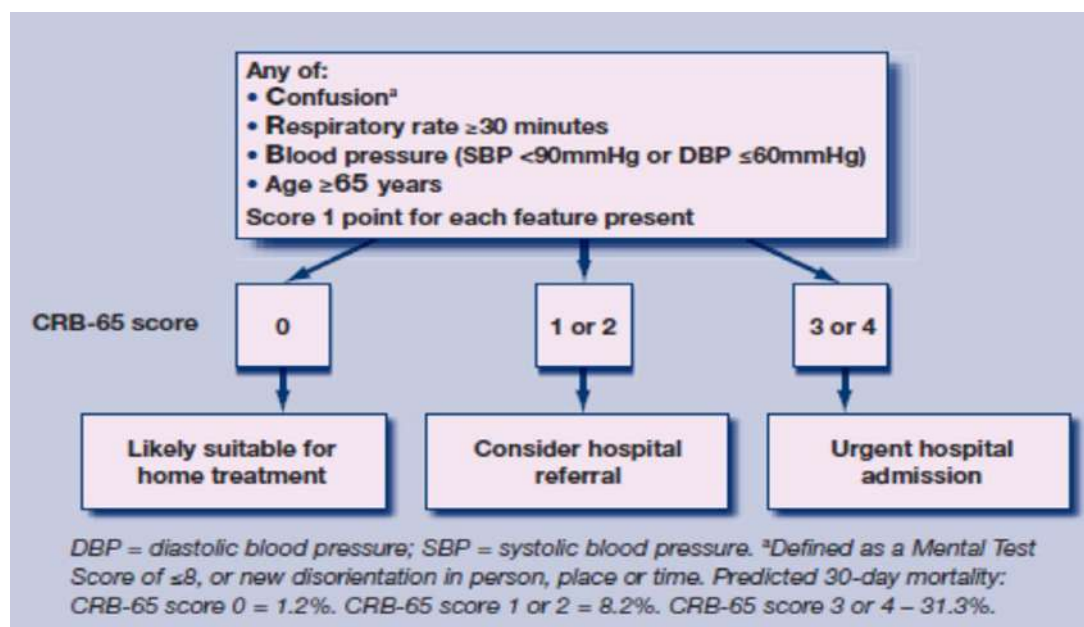 Any of:
• Confusionª
• Respiratory rate ≥30 minutes
• Blood pressure (SBP <90mmHg or DBP ≤60mmHg)
• Age ≥65 years
Score 1 point for each feature present
CRB-65 score
0
1 or 2
3 or 4
Likely suitable for
home treatment
Consider hospital
referral
Urgent hospital
admission
DBP = diastolic blood pressure; SBP = systolic blood pressure. ªDefined as a Mental Test
Score of ≤8, or new disorientation in person, place or time. Predicted 30-day mortality:
CRB-65 score 0 = 1.2%. CRB-65 score 1 or 2 = 8.2%. CRB-65 score 3 or 4 – 31.3%.